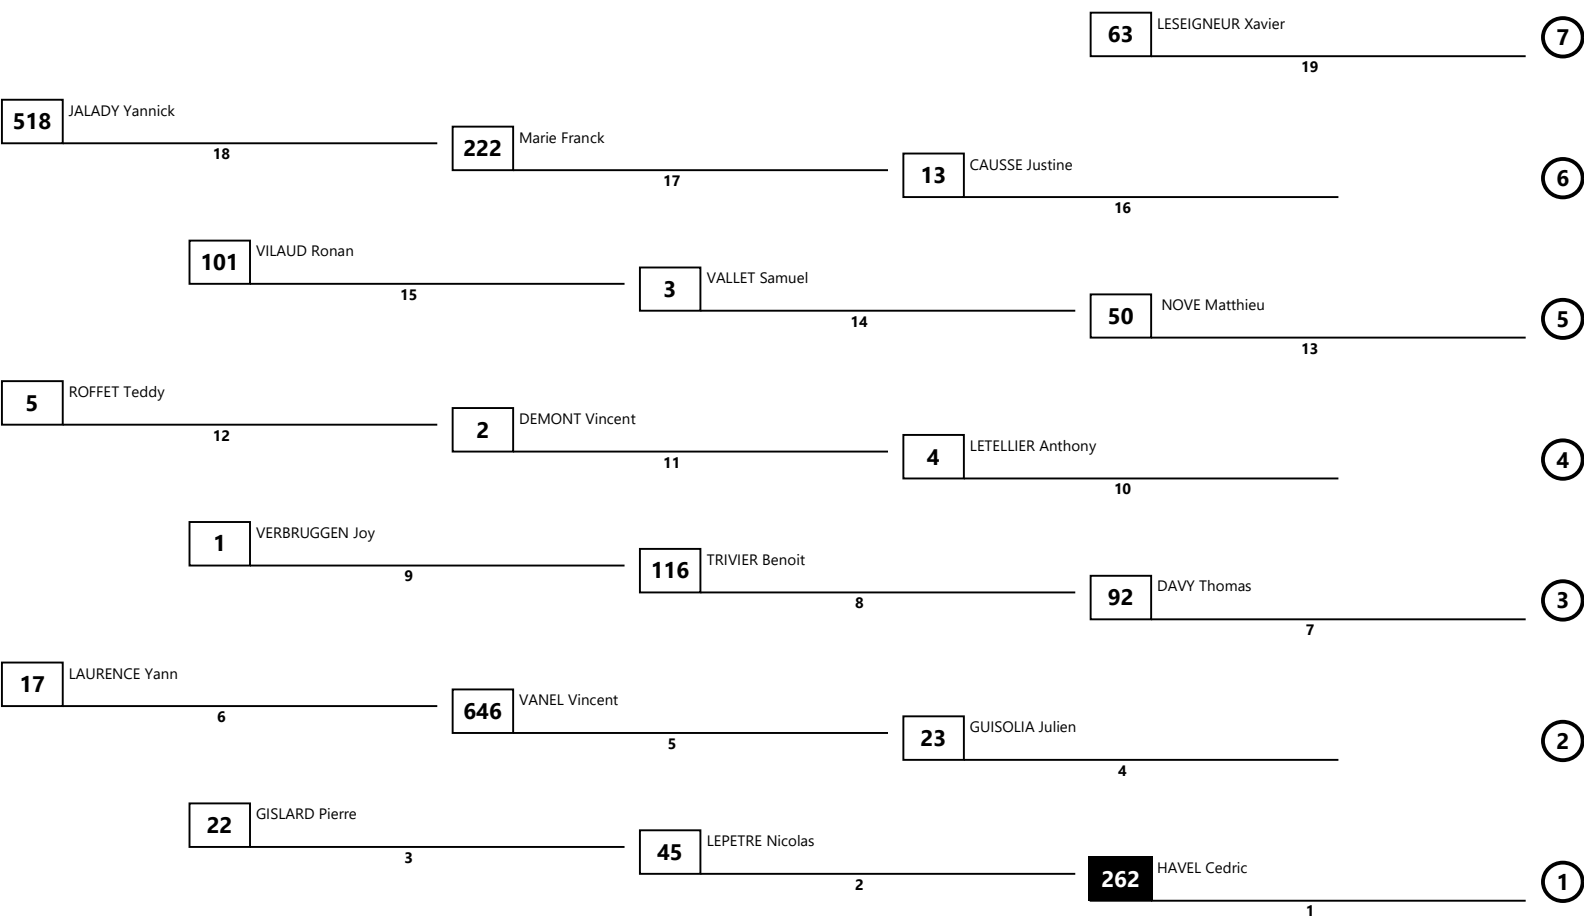 63 LESEIGNEUR Xavier 7
19
518 JALADY Yannick
18
222 Marie Franck
17
13 CAUSSE Justine 6
16
101 VILAUD Ronan
15
3 VALLET Samuel
14
50 NOVE Matthieu 5
13
5 ROFFET Teddy
12
2 DEMONT Vincent
11
4 LETELLIER Anthony 4
10
1 VERBRUGGEN Joy
9
116 TRIVIER Benoit
8
92 DAVY Thomas 3
7
17 LAURENCE Yann
6
646 VANEL Vincent
5
23 GUISOLIA Julien 2
4
22 GISLARD Pierre
3
45 LEPETRE Nicolas
2
262 HAVEL Cedric 1
1